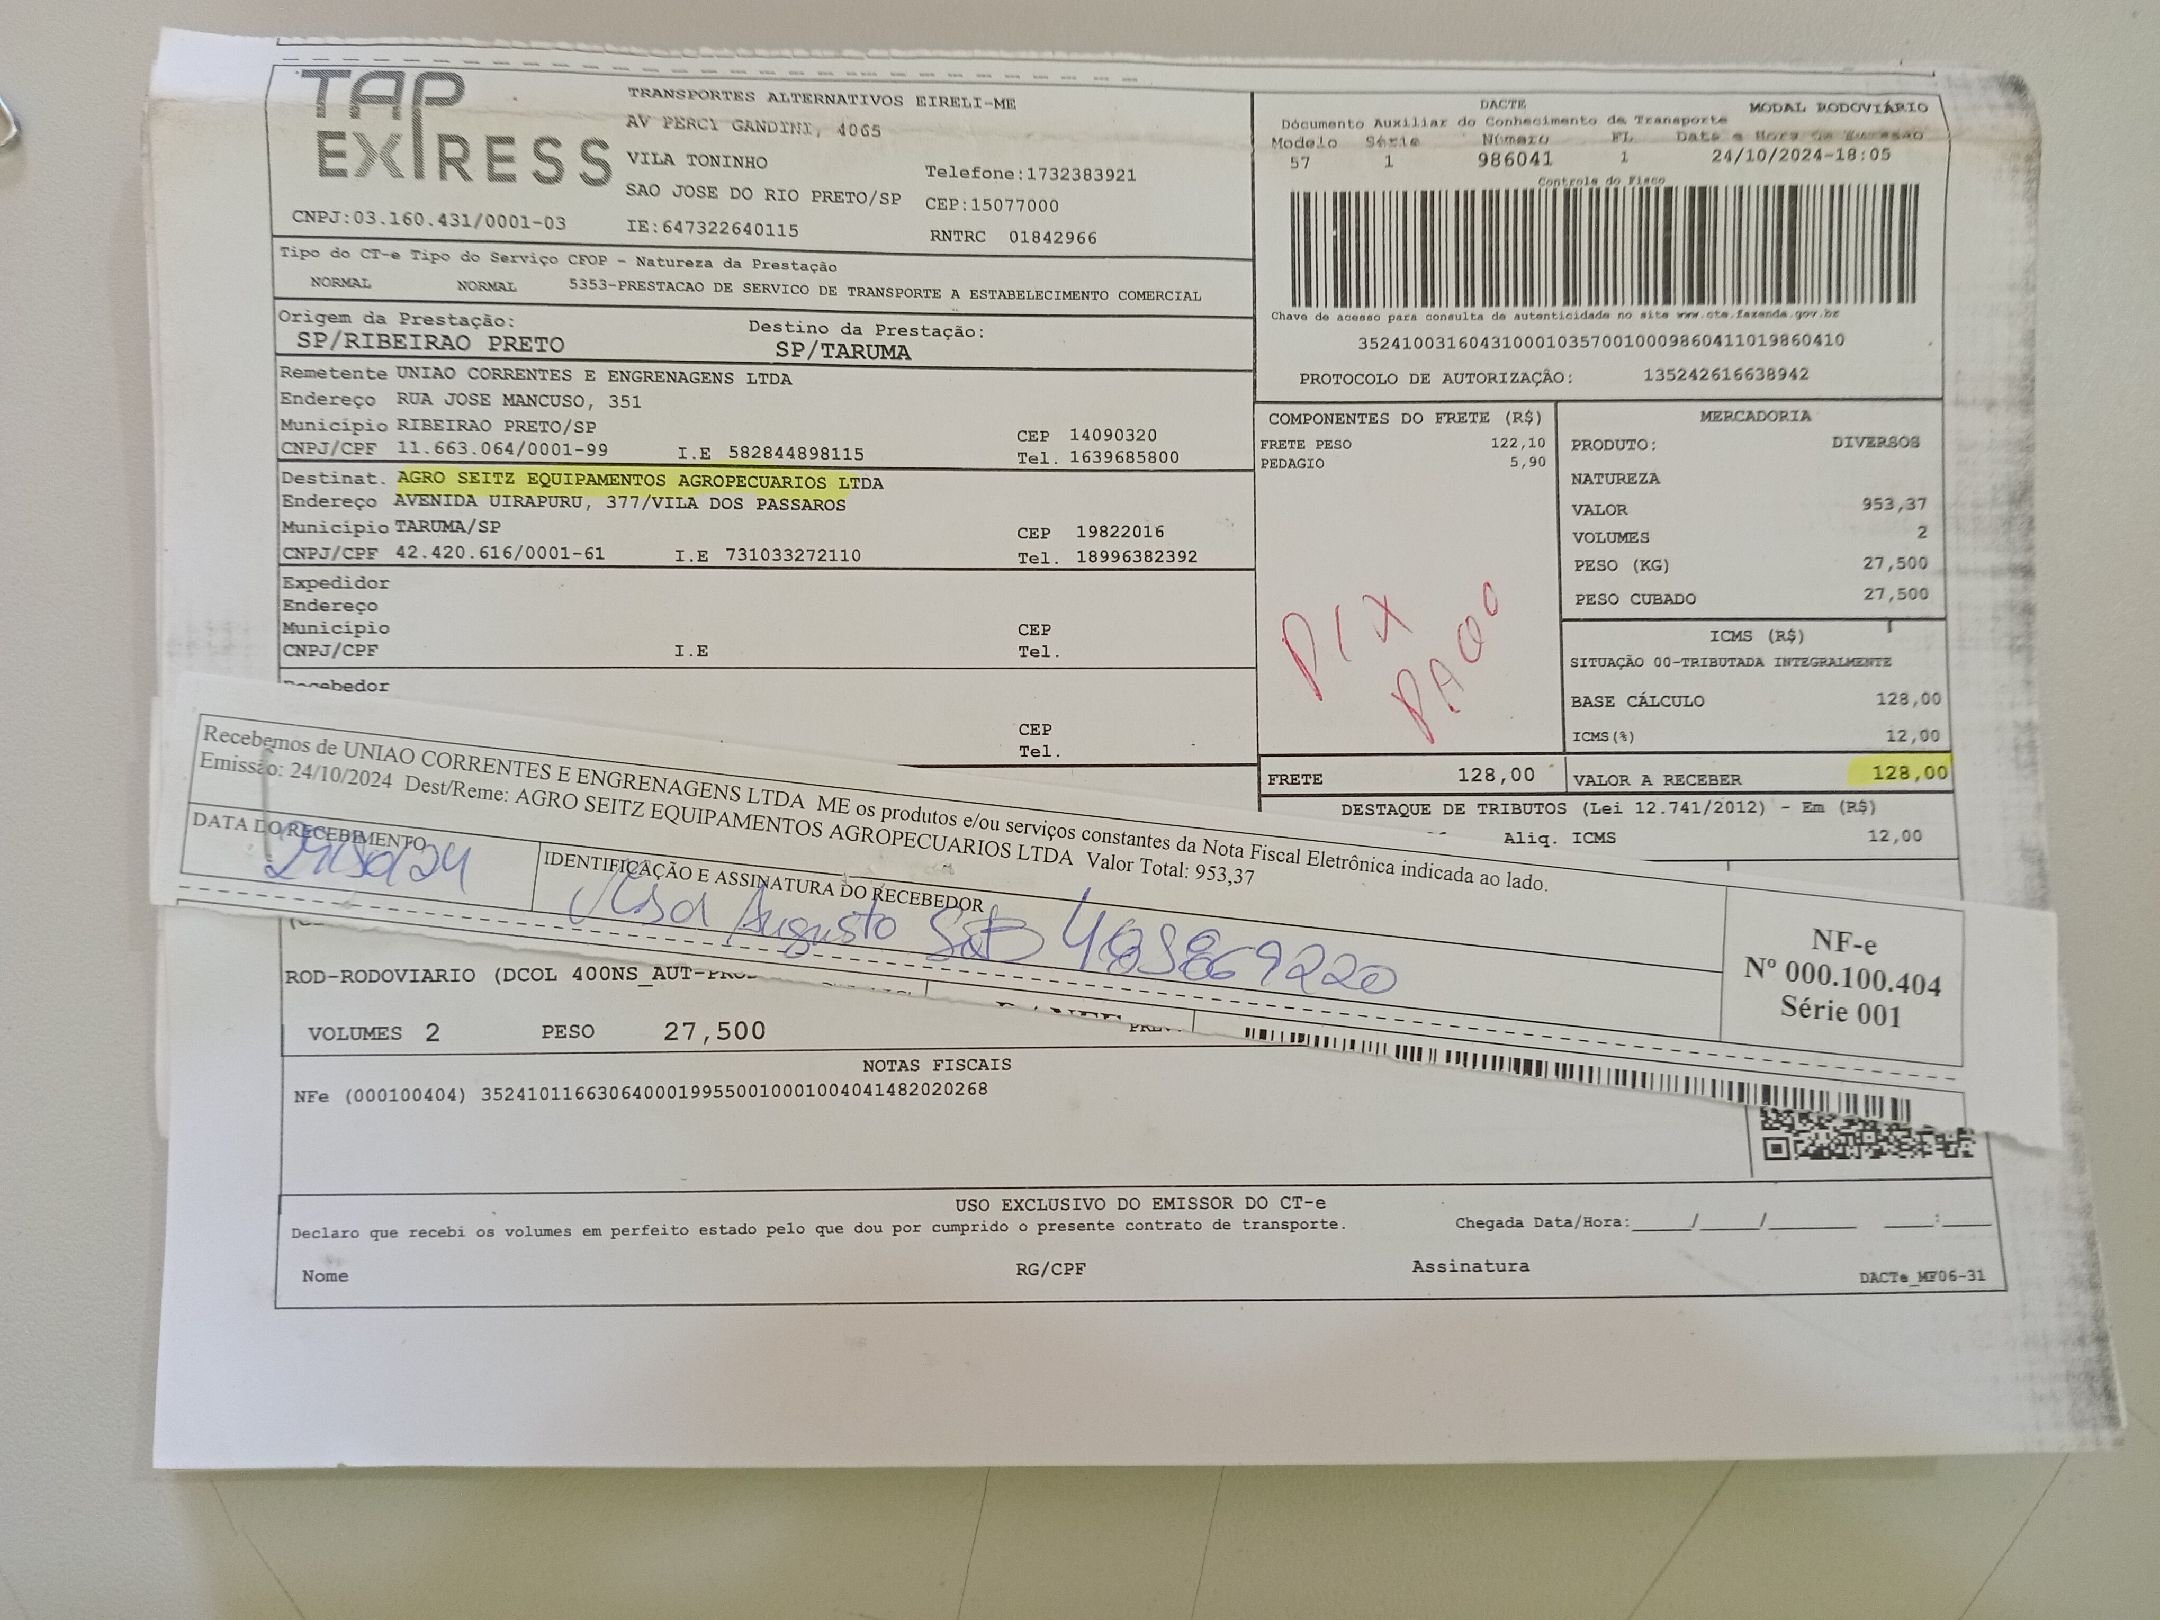 TAP EXPRESS
TRANSPORTES ALTERNATIVOS EIRELI-ME
AV PERCI GANDINI, 4065
VILA TONINHO
Telefone:1732383921
SAO JOSE DO RIO PRETO/SP CEP:15077000
CNPJ:03.160.431/0001-03 IE:647322640115 RNTRC 01842966
DACTE MODAL RODOVIÁRIO
Documento Auxiliar do Conhecimento de Transporte
Modelo Série Número FL Data e Hora de Emissão
57 1 986041 1 24/10/2024-18:05
Controle do Fisco
Chave de acesso para consulta de autenticidade no site www.cte.fazenda.gov.br
35241003160431000103570010009860411019860410
PROTOCOLO DE AUTORIZAÇÃO: 135242616638942
Tipo do CT-e Tipo do Serviço CFOP - Natureza da Prestação
NORMAL NORMAL 5353-PRESTACAO DE SERVICO DE TRANSPORTE A ESTABELECIMENTO COMERCIAL
Origem da Prestação: Destino da Prestação:
SP/RIBEIRAO PRETO SP/TARUMA
Remetente UNIAO CORRENTES E ENGRENAGENS LTDA
Endereço RUA JOSE MANCUSO, 351
Município RIBEIRAO PRETO/SP CEP 14090320
CNPJ/CPF 11.663.064/0001-99 I.E 582844898115 Tel. 1639685800
Destinat. AGRO SEITZ EQUIPAMENTOS AGROPECUARIOS LTDA
Endereço AVENIDA UIRAPURU, 377/VILA DOS PASSAROS
Município TARUMA/SP CEP 19822016
CNPJ/CPF 42.420.616/0001-61 I.E 731033272110 Tel. 18996382392
Expedidor
Endereço
Município CEP
CNPJ/CPF I.E Tel.
CEP
Tel.
COMPONENTES DO FRETE (R$)
FRETE PESO 122,10
PEDAGIO 5,90
PIX
PAGO
FRETE 128,00
MERCADORIA
PRODUTO: DIVERSOS
NATUREZA
VALOR 953,37
VOLUMES 2
PESO (KG) 27,500
PESO CUBADO 27,500
ICMS (R$)
SITUAÇÃO 00-TRIBUTADA INTEGRALMENTE
BASE CÁLCULO 128,00
ICMS(%) 12,00
VALOR A RECEBER 128,00
DESTAQUE DE TRIBUTOS (Lei 12.741/2012) - Em (R$)
Aliq. ICMS 12,00
Recebemos de UNIAO CORRENTES E ENGRENAGENS LTDA ME os produtos e/ou serviços constantes da Nota Fiscal Eletrônica indicada ao lado.
Emissão: 24/10/2024 Dest/Reme: AGRO SEITZ EQUIPAMENTOS AGROPECUARIOS LTDA Valor Total: 953,37
DATA DO RECEBIMENTO
IDENTIFICAÇÃO E ASSINATURA DO RECEBEDOR
Augusto
NF-e
Nº 000.100.404
Série 001
ROD-RODOVIARIO (DCOL 400NS_AUT-
VOLUMES 2 PESO 27,500
NOTAS FISCAIS
NFe (000100404) 35241011663064000199550010001004041482020268
USO EXCLUSIVO DO EMISSOR DO CT-e
Declaro que recebi os volumes em perfeito estado pelo que dou por cumprido o presente contrato de transporte. Chegada Data/Hora:____/____/____ ____:____
Nome RG/CPF Assinatura
DACTe_MF06-31